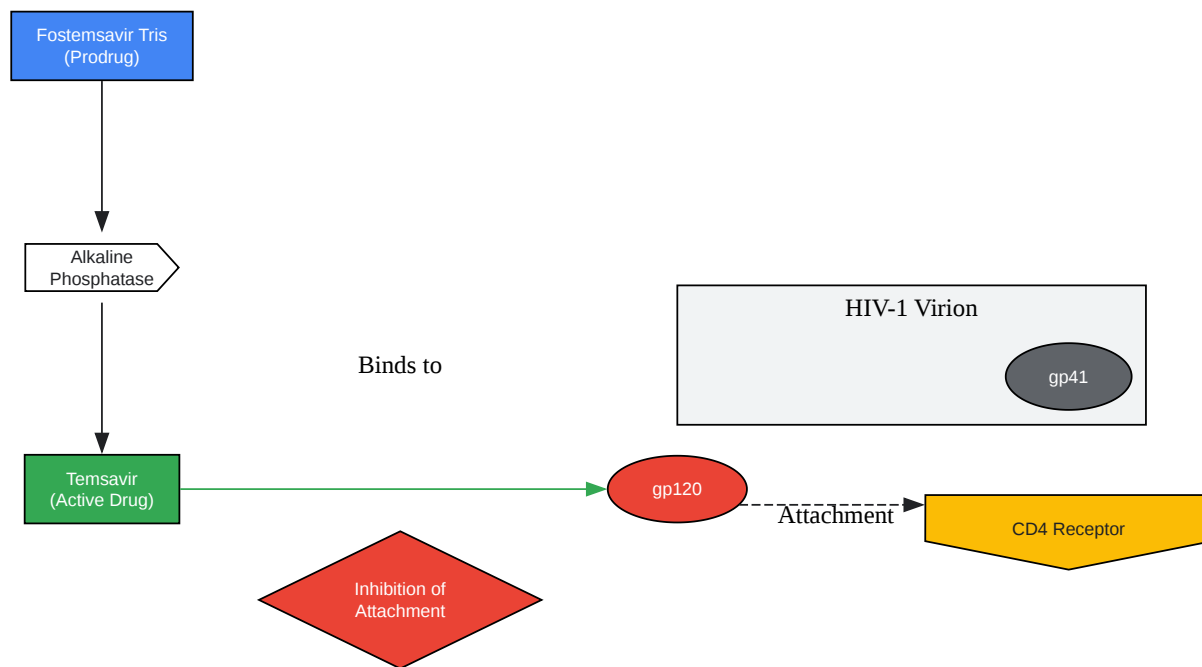 Fostemsavir Tris
(Prodrug)
Alkaline
Phosphatase
HIV-1 Virion
gp41
Binds to
Temsavir
(Active Drug)
gp120
Attachment
CD4 Receptor
Inhibition of
Attachment